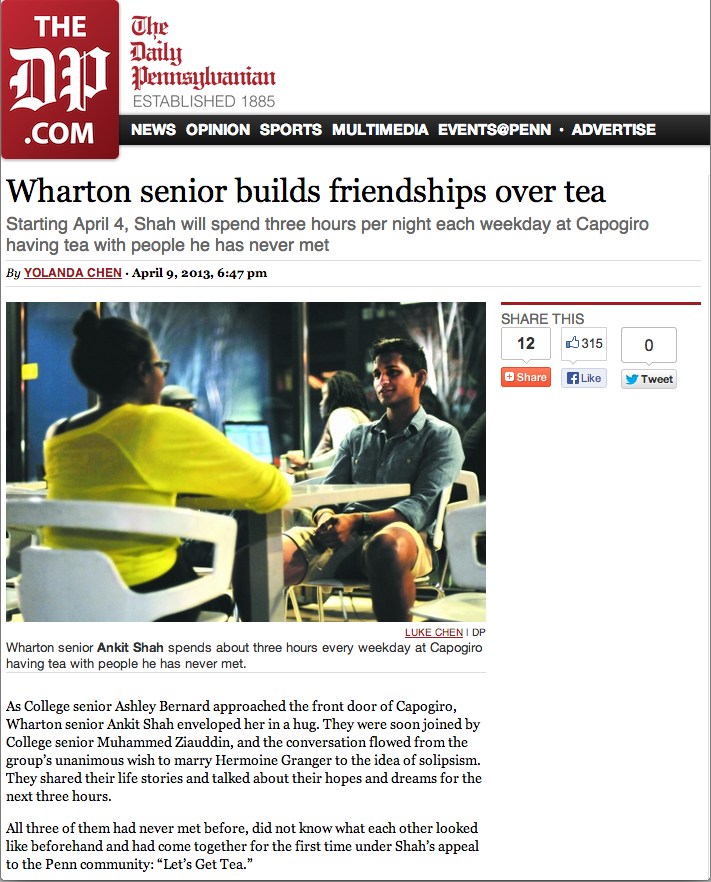 THE
DP
.COM
The
Daily
Pennsylvanian
ESTABLISHED 1885
NEWS OPINION SPORTS MULTIMEDIA EVENTS@PENN · ADVERTISE
Wharton senior builds friendships over tea
Starting April 4, Shah will spend three hours per night each weekday at Capogiro
having tea with people he has never met
By YOLANDA CHEN · April 9, 2013, 6:47 pm
SHARE THIS
12
315
0
Share
Like
Tweet
LUKE CHEN | DP
Wharton senior Ankit Shah spends about three hours every weekday at Capogiro
having tea with people he has never met.
As College senior Ashley Bernard approached the front door of Capogiro,
Wharton senior Ankit Shah enveloped her in a hug. They were soon joined by
College senior Muhammed Ziauddin, and the conversation flowed from the
group's unanimous wish to marry Hermoine Granger to the idea of solipsism.
They shared their life stories and talked about their hopes and dreams for the
next three hours.
All three of them had never met before, did not know what each other looked
like beforehand and had come together for the first time under Shah's appeal
to the Penn community: “Let's Get Tea.”